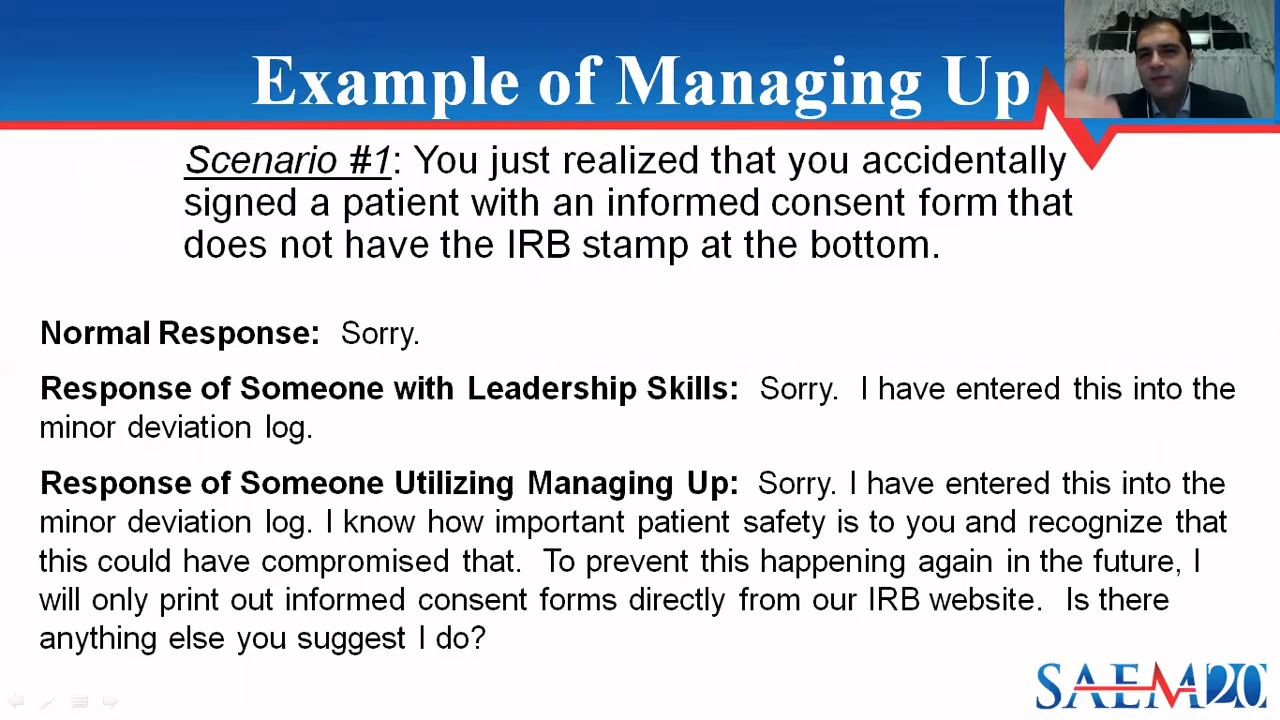 Example of Managing Up
Scenario #1: You just realized that you accidentally
signed a patient with an informed consent form that
does not have the IRB stamp at the bottom.
Normal Response: Sorry.
Response of Someone with Leadership Skills: Sorry. I have entered this into the
minor deviation log.
Response of Someone Utilizing Managing Up: Sorry. I have entered this into the
minor deviation log. I know how important patient safety is to you and recognize that
this could have compromised that. To prevent this happening again in the future, I
will only print out informed consent forms directly from our IRB website. Is there
anything else you suggest I do?
SAEM20